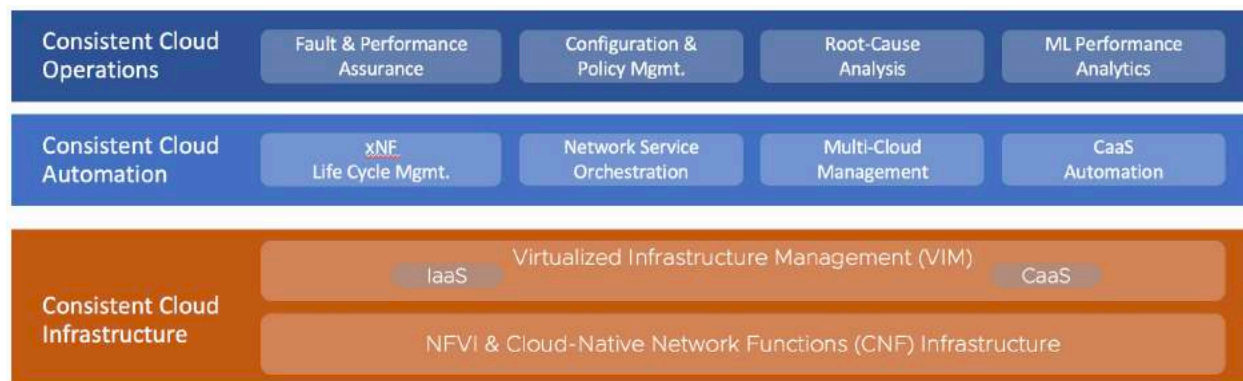 Consistent Cloud
Operations
Fault & Performance
Assurance
Configuration &
Policy Mgmt.
Root-Cause
Analysis
ML Performance
Analytics
Consistent Cloud
Automation
xNF
Life Cycle Mgmt.
Network Service
Orchestration
Multi-Cloud
Management
CaaS
Automation
Consistent Cloud
Infrastructure
Virtualized Infrastructure Management (VIM)
IaaS
CaaS
NFVI & Cloud-Native Network Functions (CNF) Infrastructure